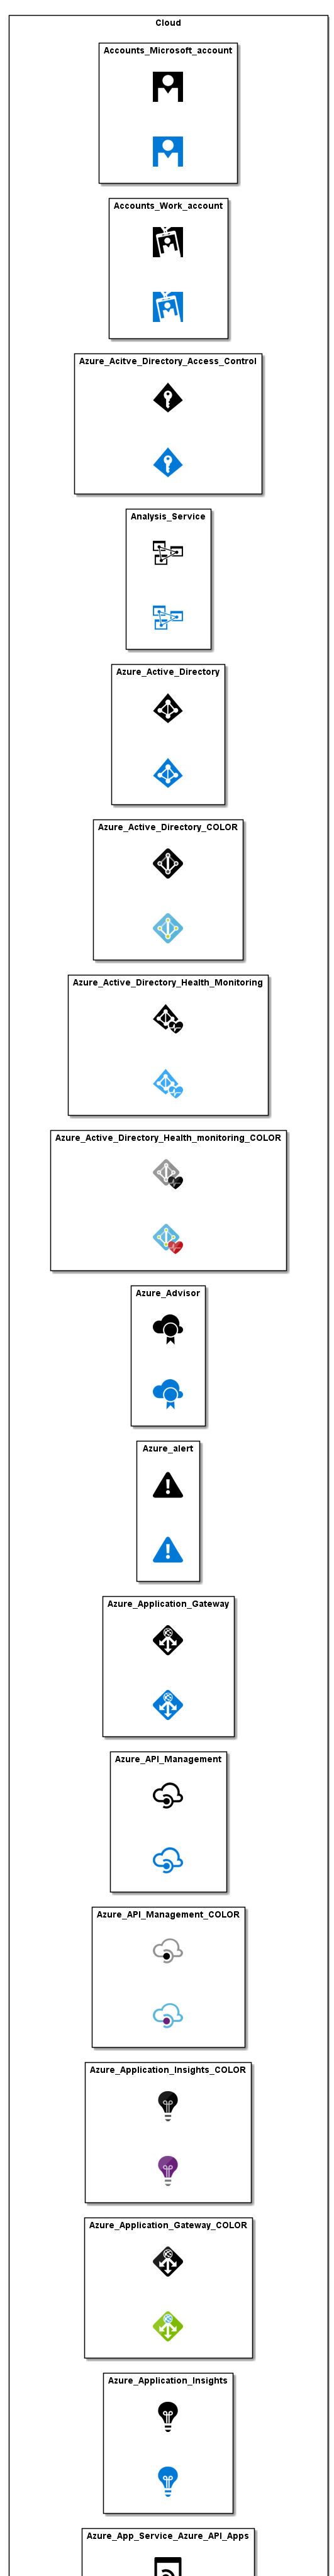 Cloud
Accounts_Microsoft_account
Accounts_Work_account
Azure_Acitve_Directory_Access_Control
Analysis_Service
Azure_Active_Directory
Azure_Active_Directory_COLOR
Azure_Active_Directory_Health_Monitoring
Azure_Active_Directory_Health_monitoring_COLOR
Azure_Advisor
Azure_alert
Azure_Application_Gateway
Azure_API_Management
Azure_API_Management_COLOR
Azure_Application_Insights_COLOR
Azure_Application_Gateway_COLOR
Azure_Application_Insights
Azure_App_Service_Azure_API_Apps